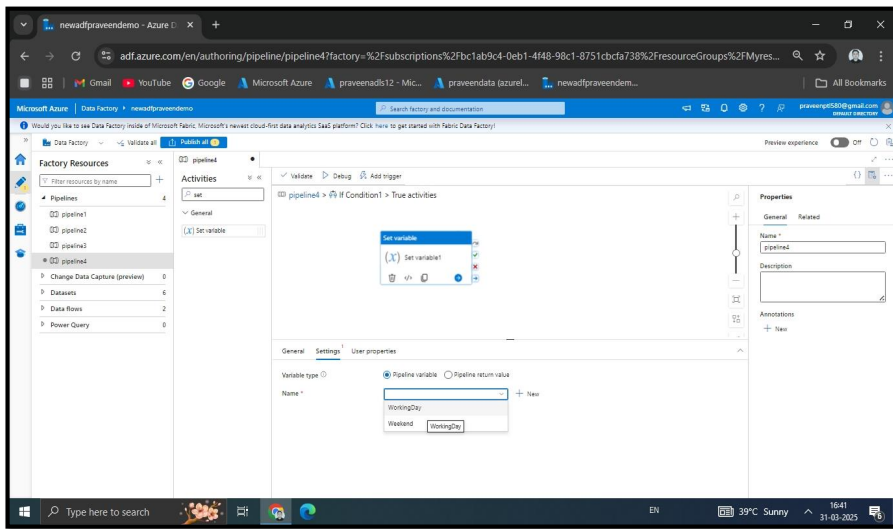 newadfpraveendemo - Azure D
adf.azure.com/en/authoring/pipeline/pipeline4?factory=%2Fsubscriptions%2Fbc1ab9c4-0eb1-4f48-98c1-8751cbcfa738%2FresourceGroups%2FMyres...
Gmail YouTube Google Microsoft Azure praveenadls12 - Mic... praveendata (azurel... newadfpraveendem... All Bookmarks
Microsoft Azure | Data Factory newadfpraveendemo Search factory and documentation praveenptl580@gmail.com
DEFAULT DIRECTORY
Would you like to see Data Factory inside of Microsoft Fabric, Microsoft's newest cloud-first data analytics SaaS platform? Click here to get started with Fabric Data Factory!
Data Factory Validate all Publish all 1 Preview experience Off
Factory Resources
Filter resources by name
Pipelines 4
pipeline1
pipeline2
pipeline3
pipeline4
Change Data Capture (preview) 0
Datasets 6
Data flows 2
Power Query 0
pipeline4
Activities
set
General
(X) Set variable
Validate Debug Add trigger
pipeline4 > If Condition1 > True activities
Set variable
(X) Set variable1
General Settings 1 User properties
Variable type Pipeline variable Pipeline return value
Name * New
WorkingDay
Weekend WorkingDay
Properties
General Related
Name *
pipeline4
Description
Annotations
New
Type here to search EN 39°C Sunny 16:41
31-03-2025 6